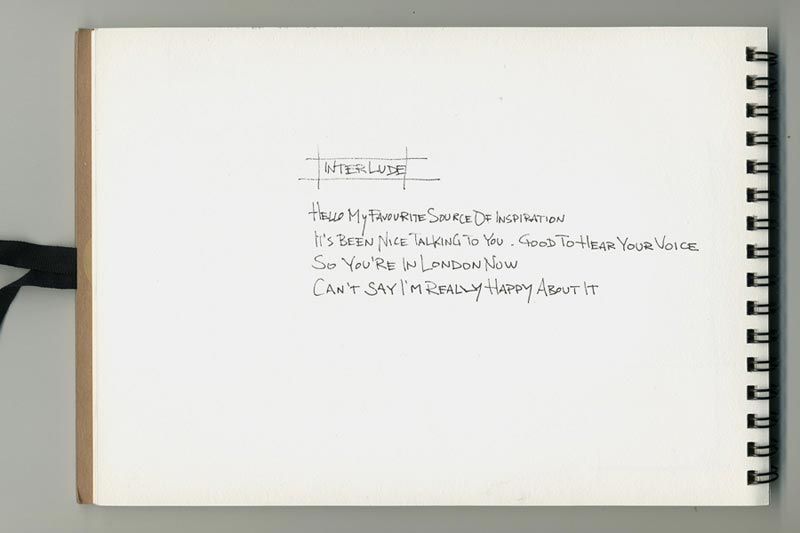 INTERLUDE
HELLO MY FAVOURITE SOURCE OF INSPIRATION
IT'S BEEN NICE TALKING TO YOU. GOOD TO HEAR YOUR VOICE
SO YOU'RE IN LONDON NOW
CAN'T SAY I'M REALLY HAPPY ABOUT IT